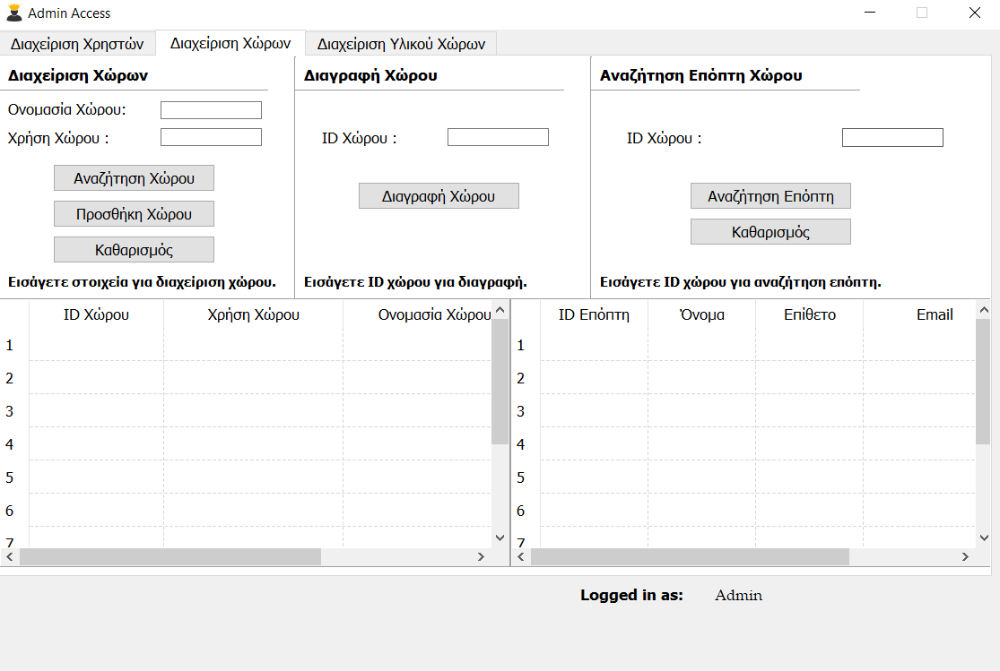 Admin Access
Διαχείριση Χρηστών Διαχείριση Χώρων Διαχείριση Υλικού Χώρων
Διαχείριση Χώρων
Ονομασία Χώρου:
Χρήση Χώρου :
Αναζήτηση Χώρου
Προσθήκη Χώρου
Καθαρισμός
Εισάγετε στοιχεία για διαχείριση χώρου.
Διαγραφή Χώρου
ID Χώρου :
Διαγραφή Χώρου
Εισάγετε ID χώρου για διαγραφή.
Αναζήτηση Επόπτη Χώρου
ID Χώρου :
Αναζήτηση Επόπτη
Καθαρισμός
Εισάγετε ID χώρου για αναζήτηση επόπτη.
ID Χώρου Χρήση Χώρου Ονομασία Χώρου
1
2
3
4
5
6
7
ID Επόπτη Όνομα Επίθετο Email
1
2
3
4
5
6
7
Logged in as: Admin